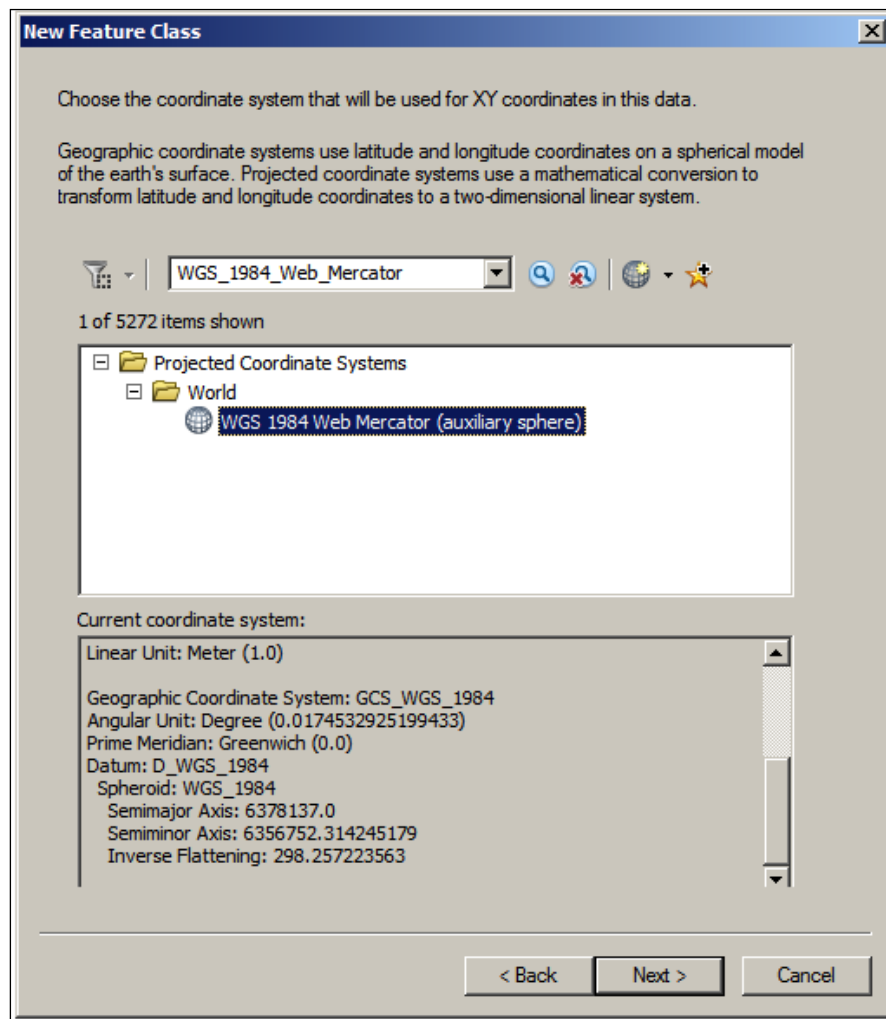 New Feature Class
Choose the coordinate system that will be used for XY coordinates in this data.
Geographic coordinate systems use latitude and longitude coordinates on a spherical model
of the earth's surface. Projected coordinate systems use a mathematical conversion to
transform latitude and longitude coordinates to a two-dimensional linear system.
WGS_1984_Web_Mercator
1 of 5272 items shown
Projected Coordinate Systems
World
WGS 1984 Web Mercator (auxiliary sphere)
Current coordinate system:
Linear Unit: Meter (1.0)
Geographic Coordinate System: GCS_WGS_1984
Angular Unit: Degree (0.0174532925199433)
Prime Meridian: Greenwich (0.0)
Datum: D_WGS_1984
Spheroid: WGS_1984
Semimajor Axis: 6378137.0
Semiminor Axis: 6356752.314245179
Inverse Flattening: 298.257223563
< Back Next > Cancel